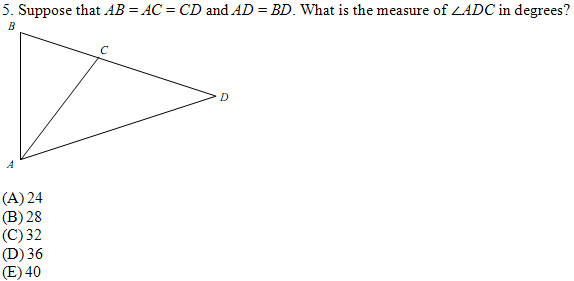 5. Suppose that AB = AC = CD and AD = BD. What is the measure of ∠ADC in degrees?
B
C
D
A
(A) 24
(B) 28
(C) 32
(D) 36
(E) 40